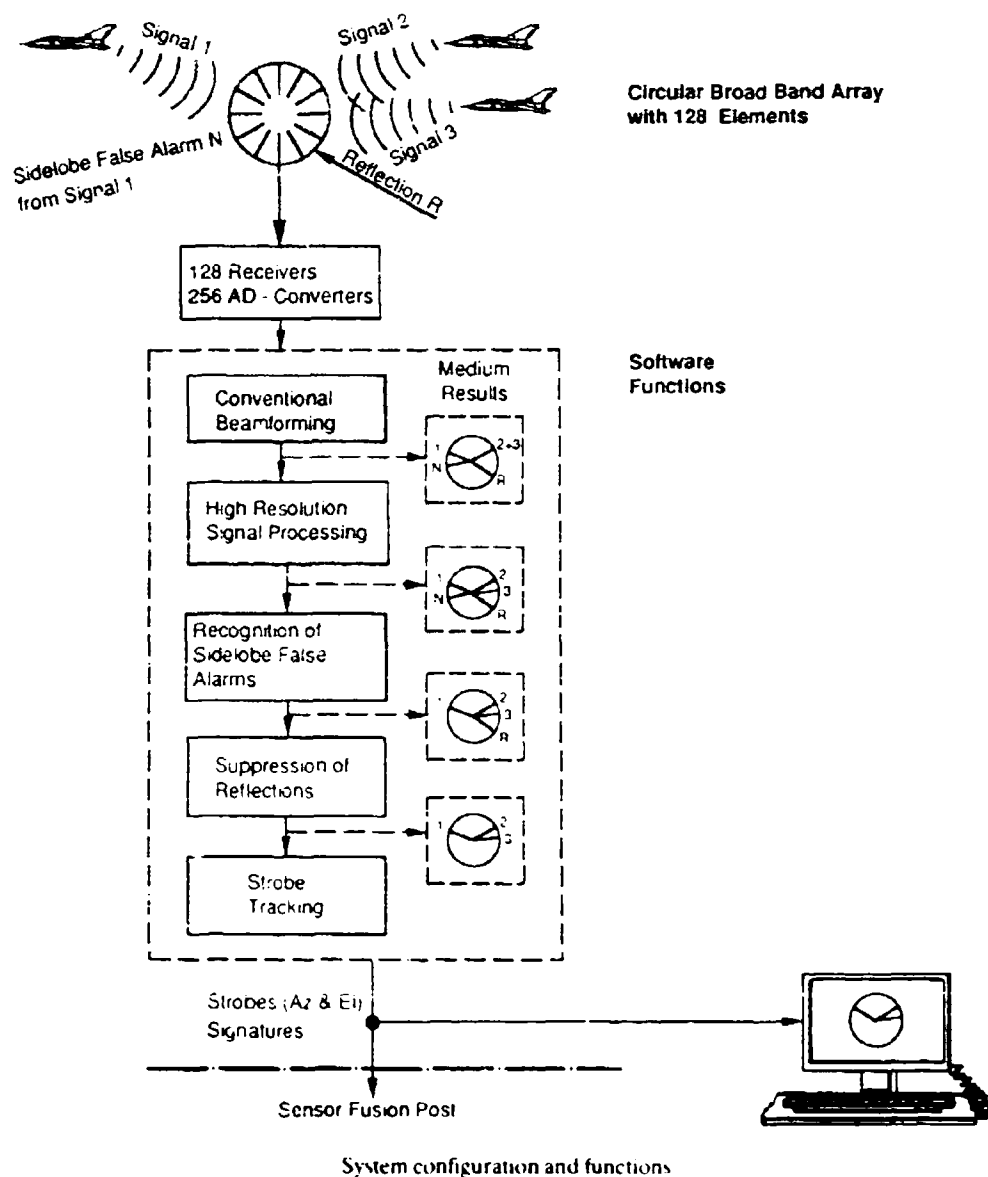 Signal 1
Signal 2
Signal 3
Sidelobe False Alarm N
from Signal 1
Reflection R
Circular Broad Band Array
with 128 Elements
128 Receivers
256 AD - Converters
Software
Functions
Medium
Results
Conventional
Beamforming
1
2+3
N
R
High Resolution
Signal Processing
1
2
N
3
R
Recognition of
Sidelobe False
Alarms
1
2
3
R
Suppression of
Reflections
1
2
3
Strobe
Tracking
Strobes (Az & El)
Signatures
Sensor Fusion Post
System configuration and functions